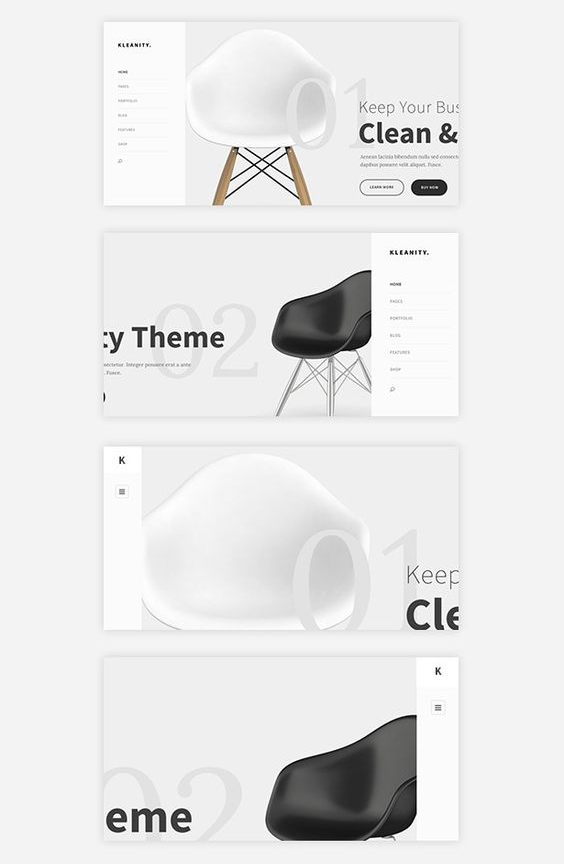 KLEANITY.
HOME
PAGES
PORTFOLIO
BLOG
FEATURES
SHOP
01
Keep Your Bus
Clean &
Aenean lacinia bibendum nulla sed consecte
dapibus posuere velit aliquet. Fusce.
LEARN MORE
BUY NOW
ty Theme
02
sectetur. Integer posuere erat a ante
. Fusce.
KLEANITY.
HOME
PAGES
PORTFOLIO
BLOG
FEATURES
SHOP
K
01
Keep
Cle
K
02
eme